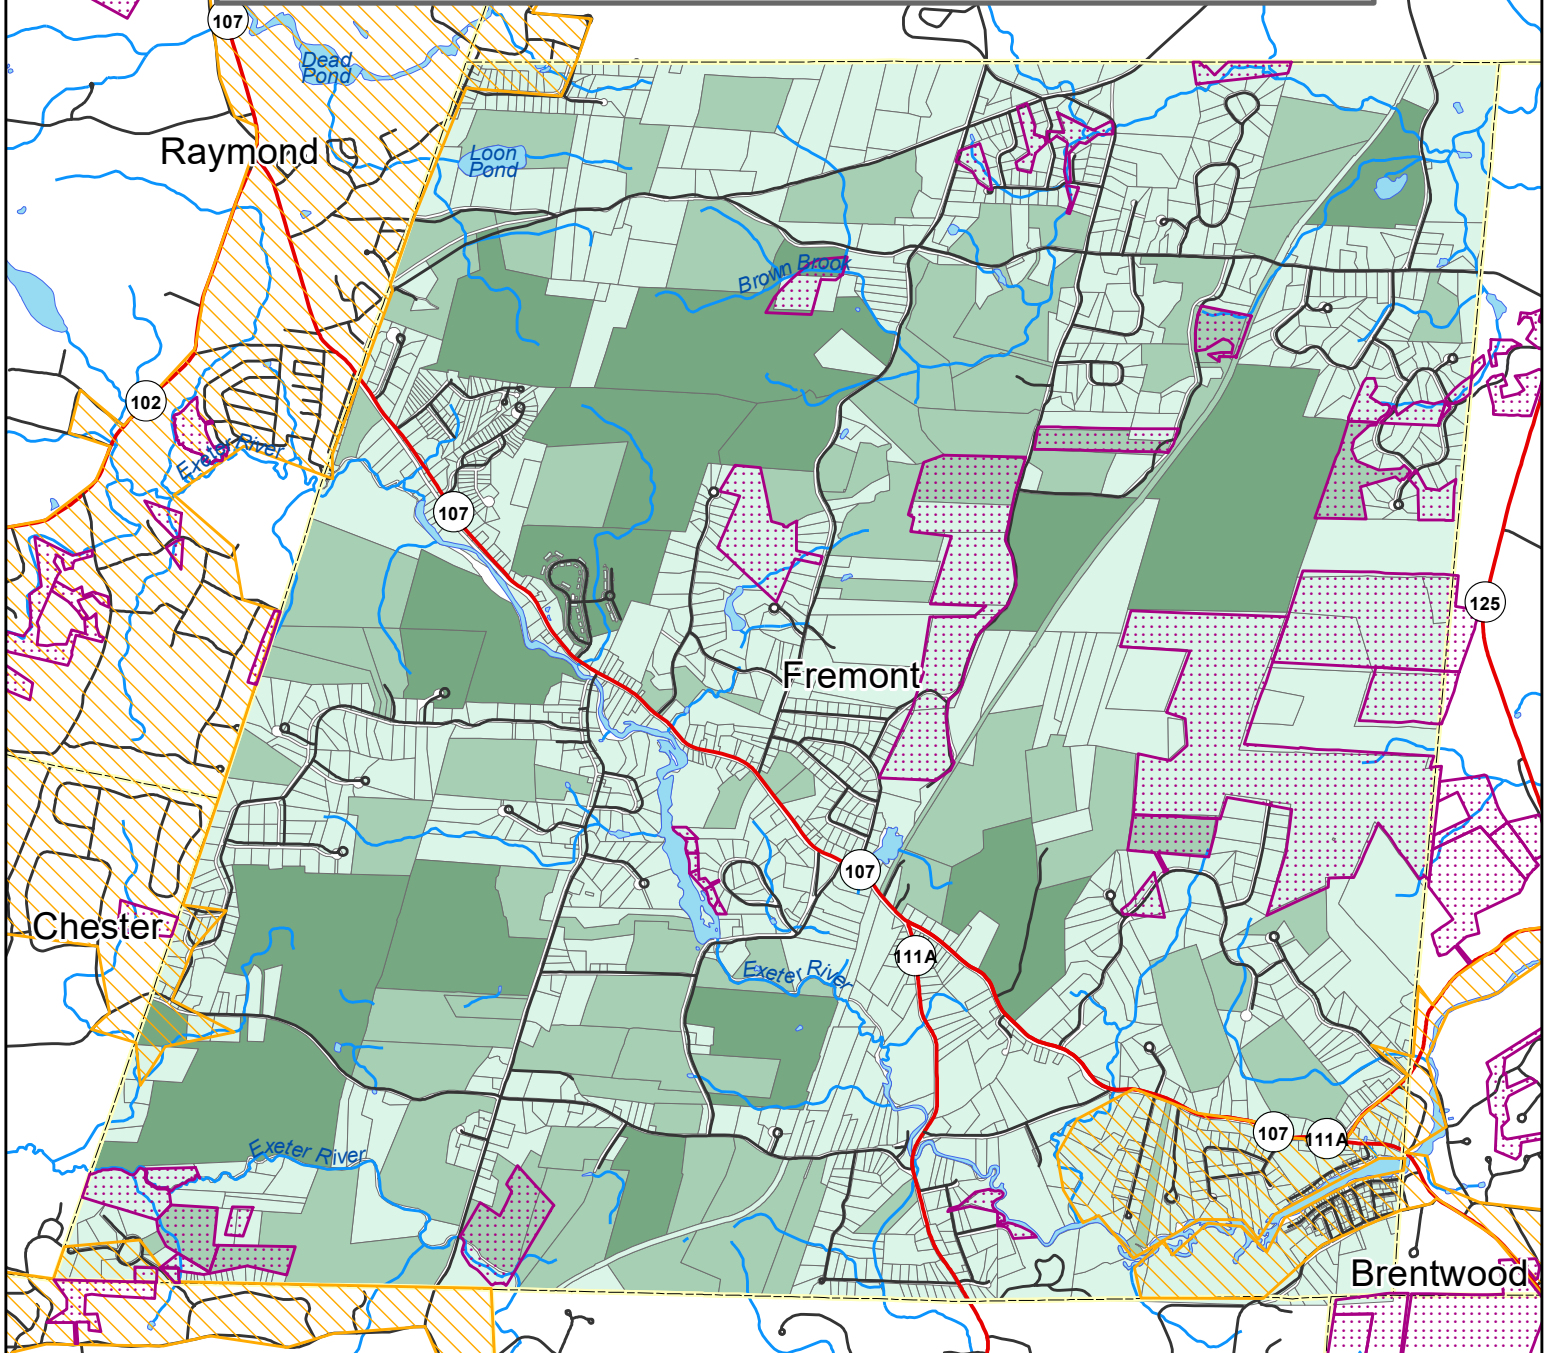 107
Dead
Pond
Raymond
Loon
Pond
Brown Brook
102
Exeter River
107
125
Fremont
107
Chester
111A
Exeter River
107
111A
Exeter River
Brentwood